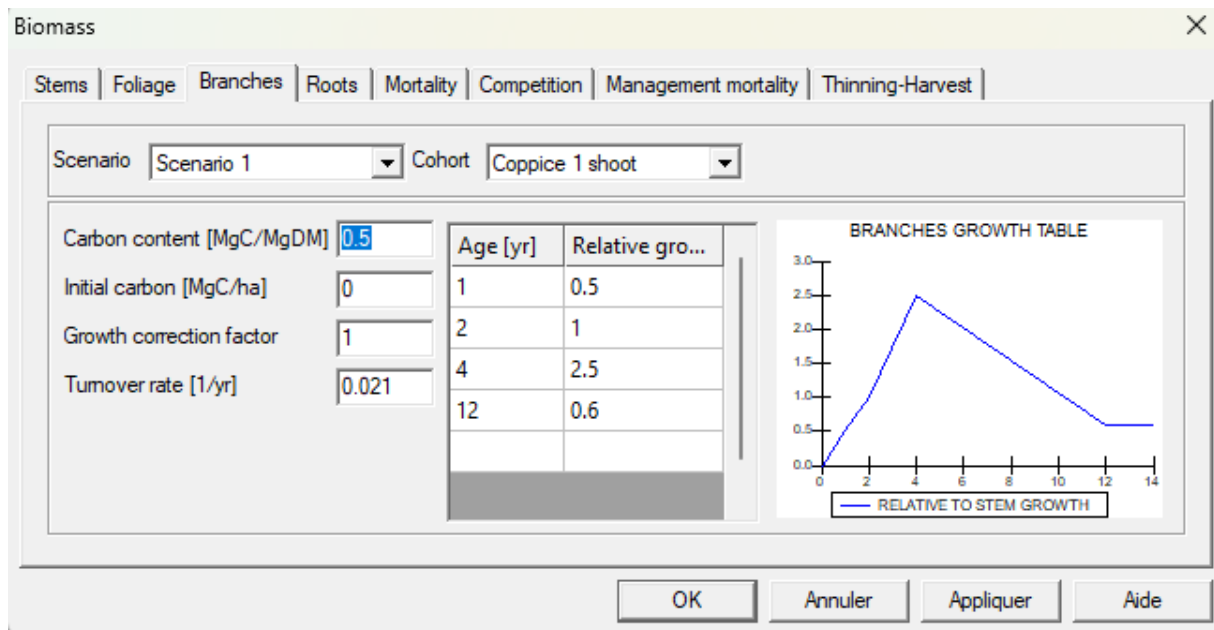 Biomass
Stems Foliage Branches Roots Mortality Competition Management mortality Thinning-Harvest
Scenario Scenario 1 Cohort Coppice 1 shoot
Carbon content [MgC/MgDM] 0.5
Initial carbon [MgC/ha] 0
Growth correction factor 1
Turnover rate [1/yr] 0.021
Age [yr] Relative gro...
1 0.5
2 1
4 2.5
12 0.6
BRANCHES GROWTH TABLE
3.0
2.5
2.0
1.5
1.0
0.5
0.0
0 2 4 6 8 10 12 14
RELATIVE TO STEM GROWTH
OK Annuler Appliquer Aide